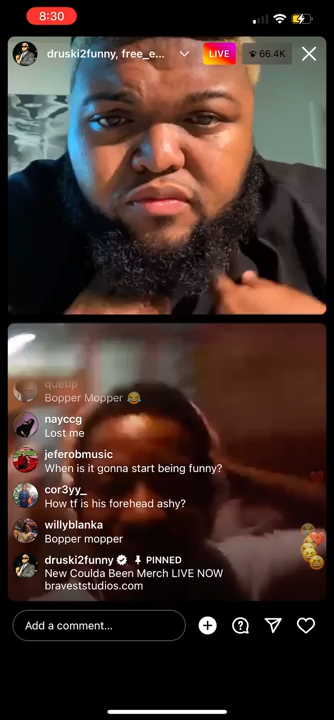 8:30
druski2funny, free_e...
LIVE
66.4K
quetip
Bopper Mopper 😂
nayccg
Lost me
jeferobmusic
When is it gonna start being funny?
cor3yy_
How tf is his forehead ashy?
willyblanka
Bopper mopper
druski2funny PINNED
New Coulda Been Merch LIVE NOW
braveststudios.com
Add a comment...